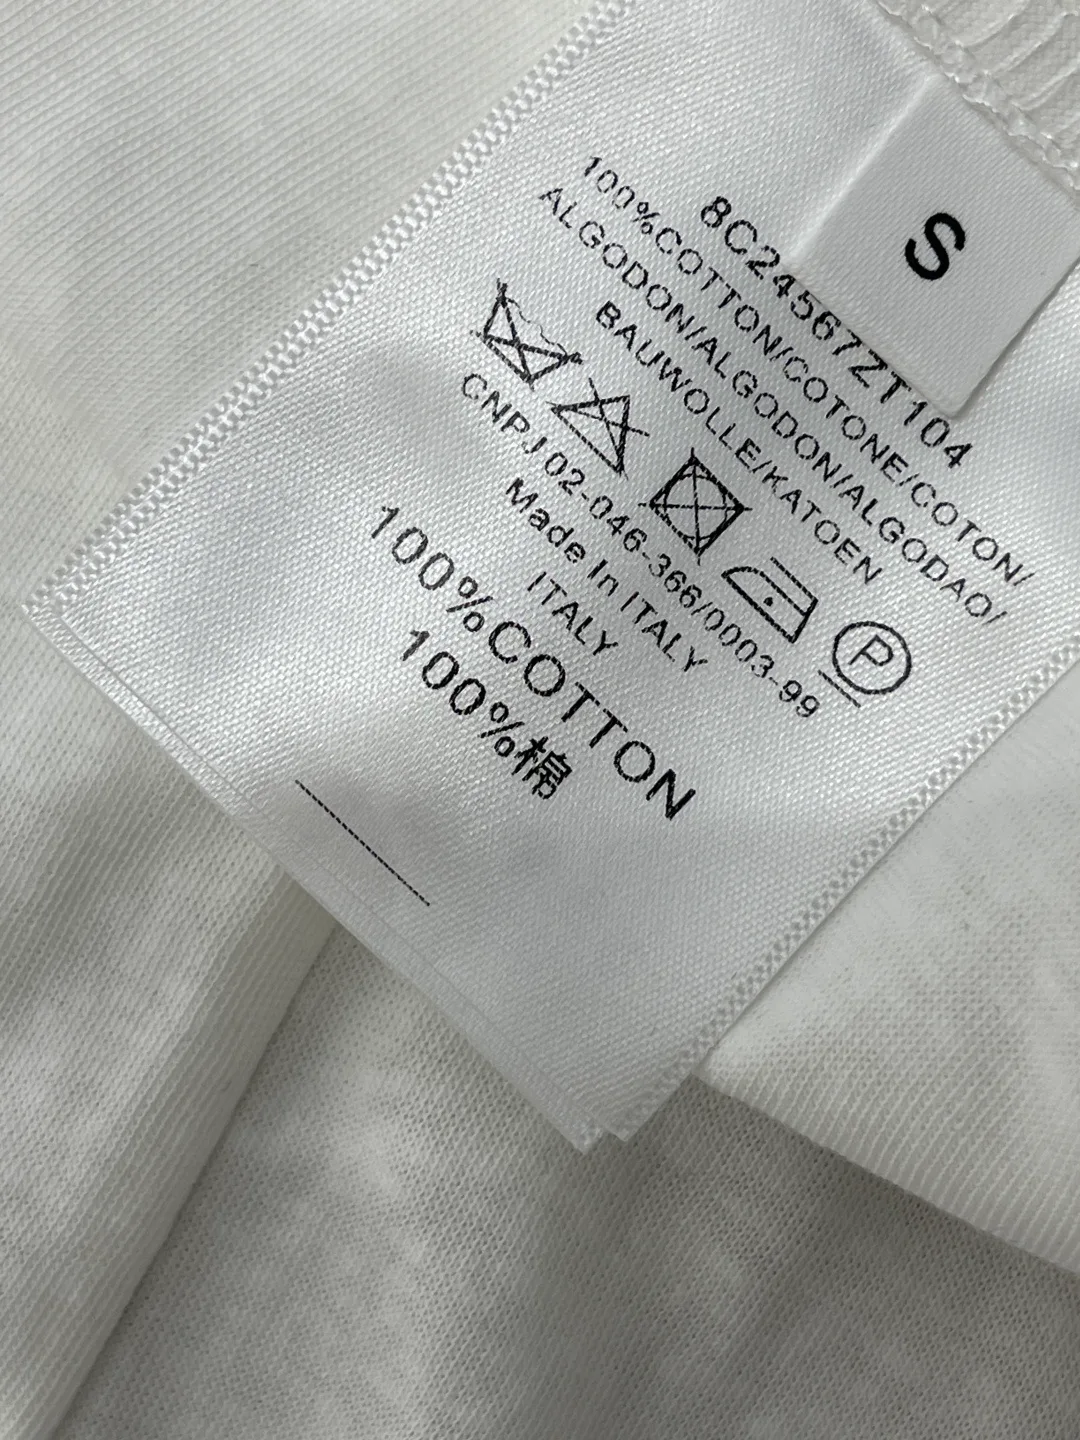 S
8C24567ZT104
100%COTTON/COTONE/COTON/
ALGODON/ALGODON/ALGODAO/
BAUWOLLE/KATOEN
P
CNPJ 02-046-366/0003-99
Made In ITALY
ITALY
100%COTTON
100%棉